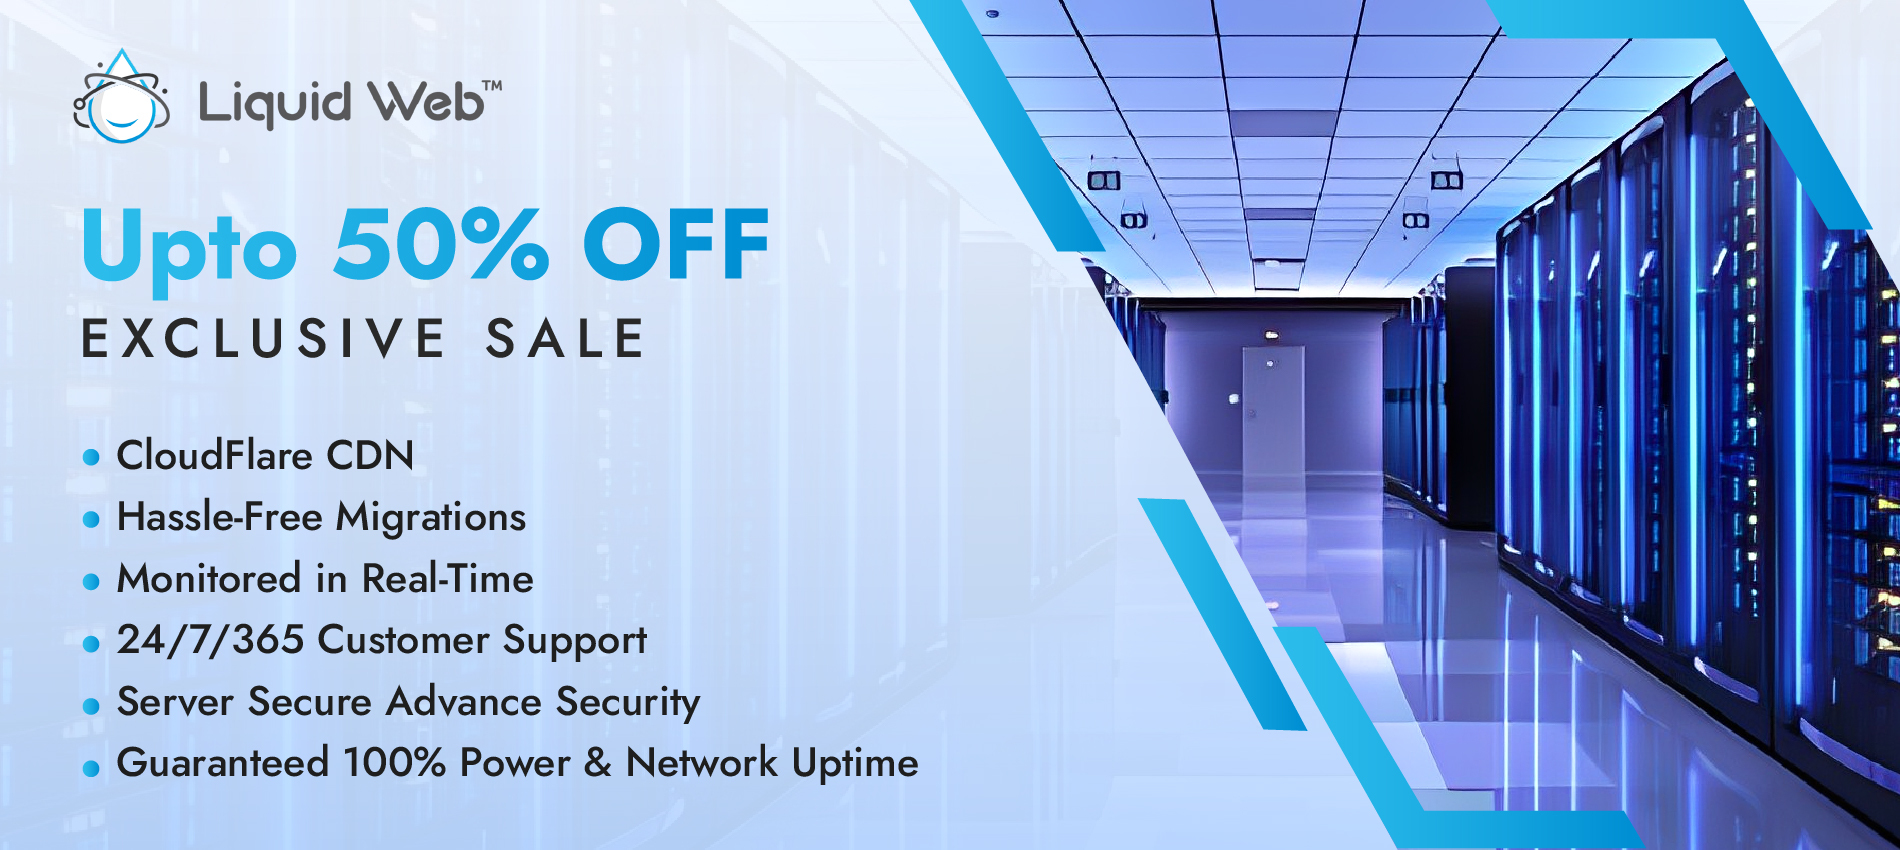 Liquid Web™
Upto 50% OFF
EXCLUSIVE SALE
CloudFlare CDN
Hassle-Free Migrations
Monitored in Real-Time
24/7/365 Customer Support
Server Secure Advance Security
Guaranteed 100% Power & Network Uptime